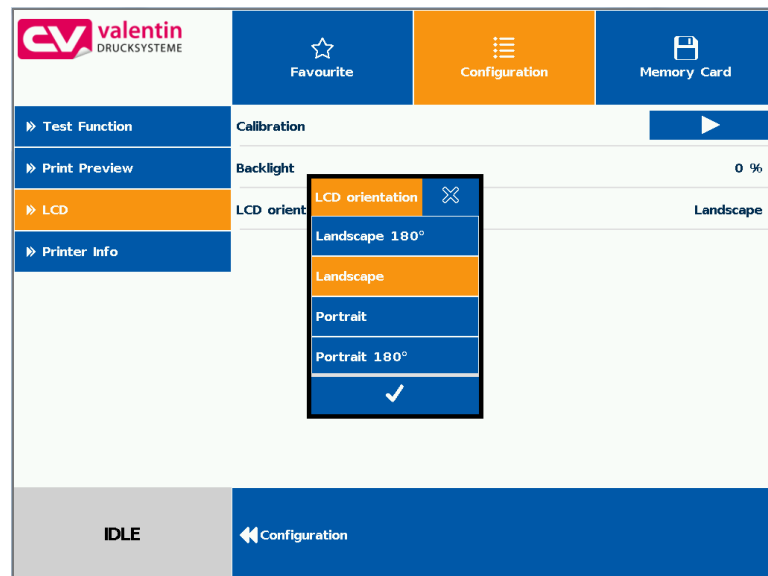 CV valentin
DRUCKSYSTEME
Favourite
Configuration
Memory Card
Test Function
Calibration
Print Preview
Backlight
0 %
LCD
LCD orient
Landscape
Printer Info
LCD orientation
Landscape 180°
Landscape
Portrait
Portrait 180°
IDLE
Configuration